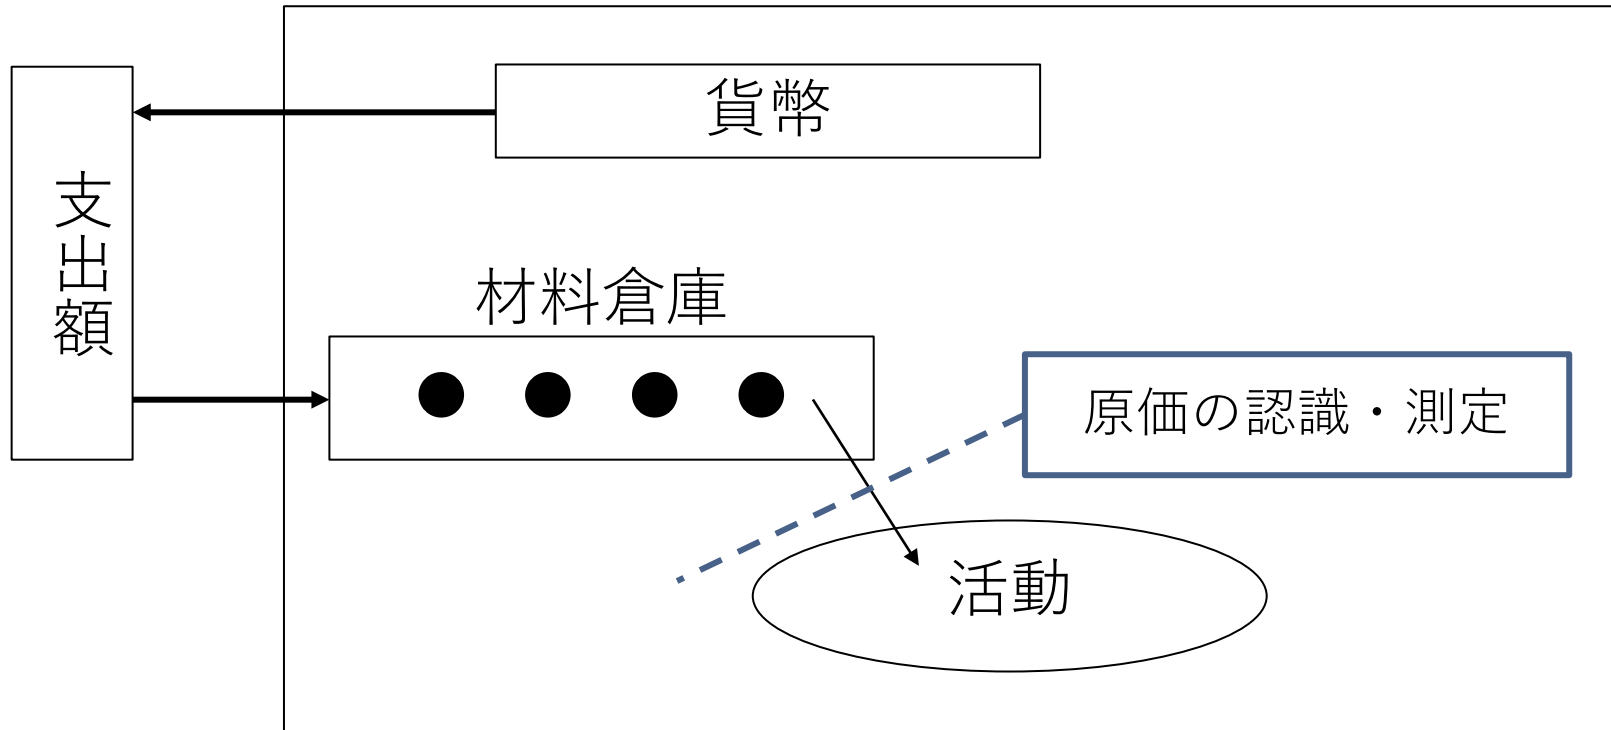 貨幣
支出額
材料倉庫
原価の認識・測定
活動